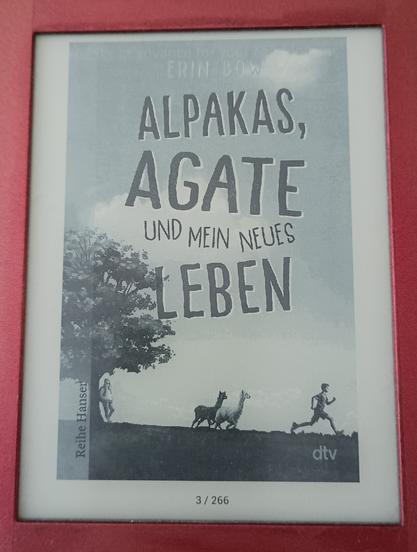 ERIN BOW
ALPAKAS,
AGATE
UND MEIN NEUES
LEBEN
Reihe Hanser
dtv
3 / 266